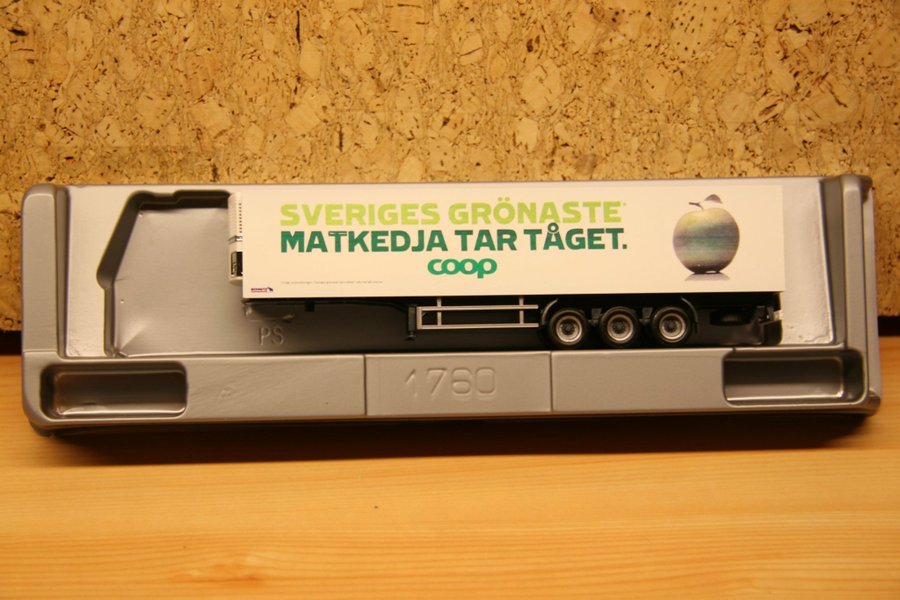 SVERIGES GRÖNASTE
MATKEDJA TAR TÅGET.
coop
PS
1760